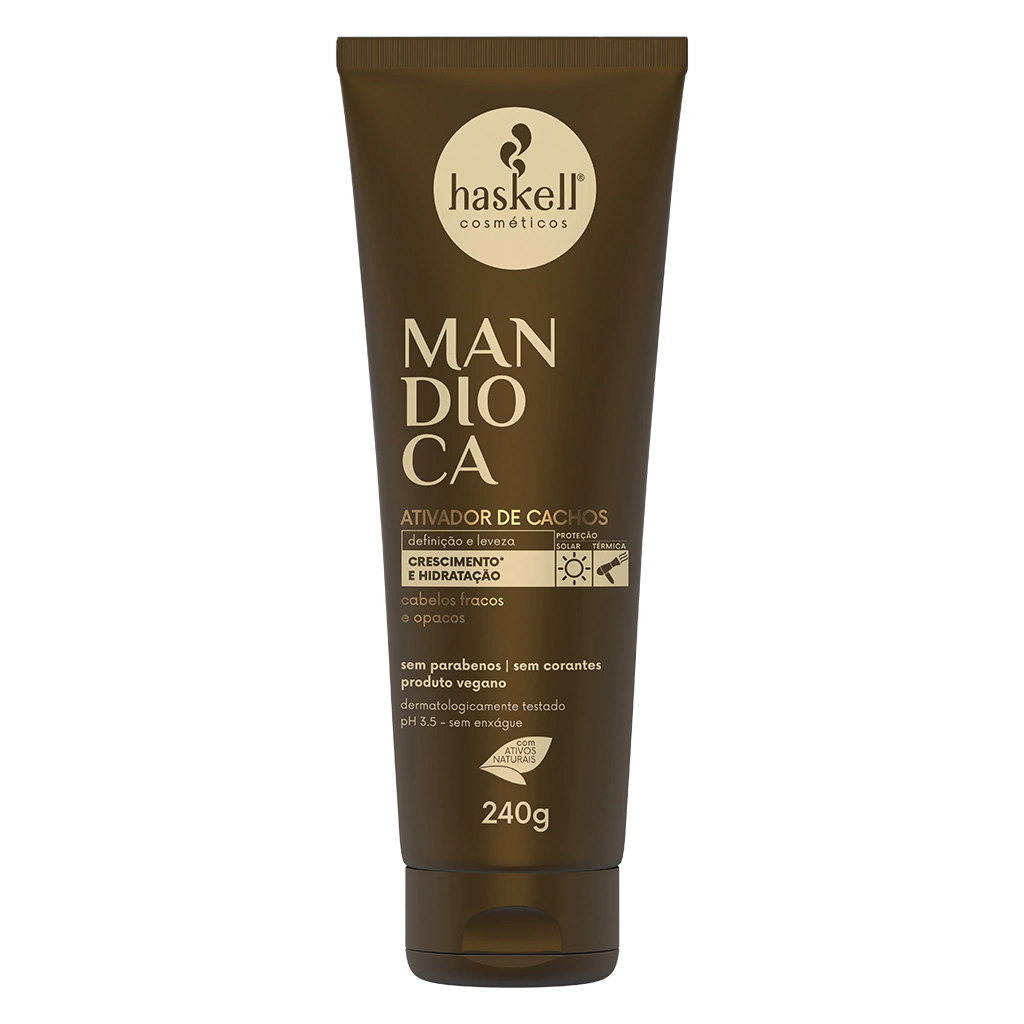 haskell®
cosméticos
MAN
DIO
CA
ATIVADOR DE CACHOS
definição e leveza
PROTEÇÃO
SOLAR TÉRMICA
CRESCIMENTO*
E HIDRATAÇÃO
cabelos fracos
e opacos
sem parabenos | sem corantes
produto vegano
dermatologicamente testado
pH 3.5 - sem enxágue
com
ATIVOS
NATURAIS
240g